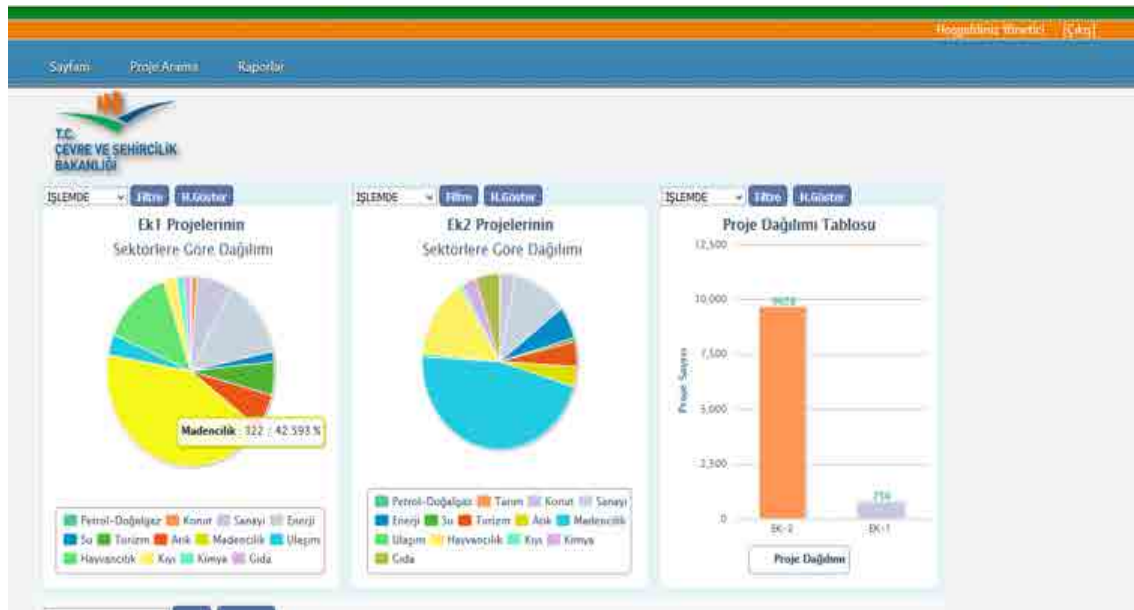 Hoşgeldiniz Yönetici [Çıkış]
Sayfam Proje Arama Raporlar
T.C.
ÇEVRE VE ŞEHİRCİLİK
BAKANLIĞI
İŞLEMDE Filtre H.Göster
Ek1 Projelerinin
Sektörlere Göre Dağılımı
Madencilik : 322 / 42.593 %
Petrol-Doğalgaz Konut Sanayi Enerji
Su Turizm Atık Madencilik Ulaşım
Hayvancılık Kıyı Kimya Gıda
İŞLEMDE Filtre H.Göster
Ek2 Projelerinin
Sektörlere Göre Dağılımı
Petrol-Doğalgaz Tarım Konut Sanayi
Enerji Su Turizm Atık Madencilik
Ulaşım Hayvancılık Kıyı Kimya
Gıda
İŞLEMDE Filtre H.Göster
Proje Dağılımı Tablosu
12,500
10,000
7,500
5,000
2,500
0
Proje Sayısı
756
EK-2 EK-1
Proje Dağılımı